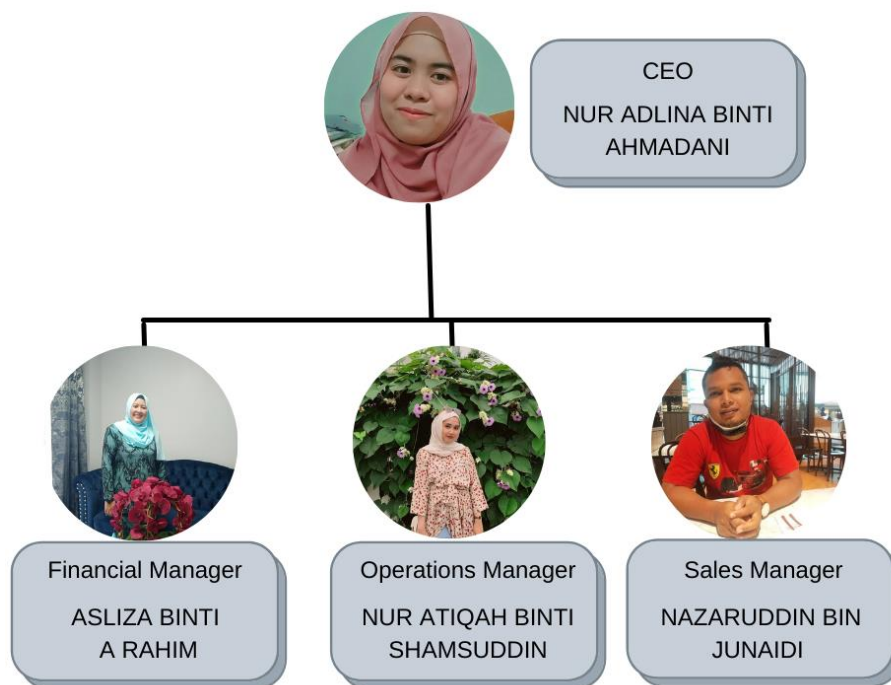 CEO
NUR ADLINA BINTI
AHMADANI
Financial Manager
ASLIZA BINTI
A RAHIM
Operations Manager
NUR ATIQAH BINTI
SHAMSUDDIN
Sales Manager
NAZARUDDIN BIN
JUNAIDI